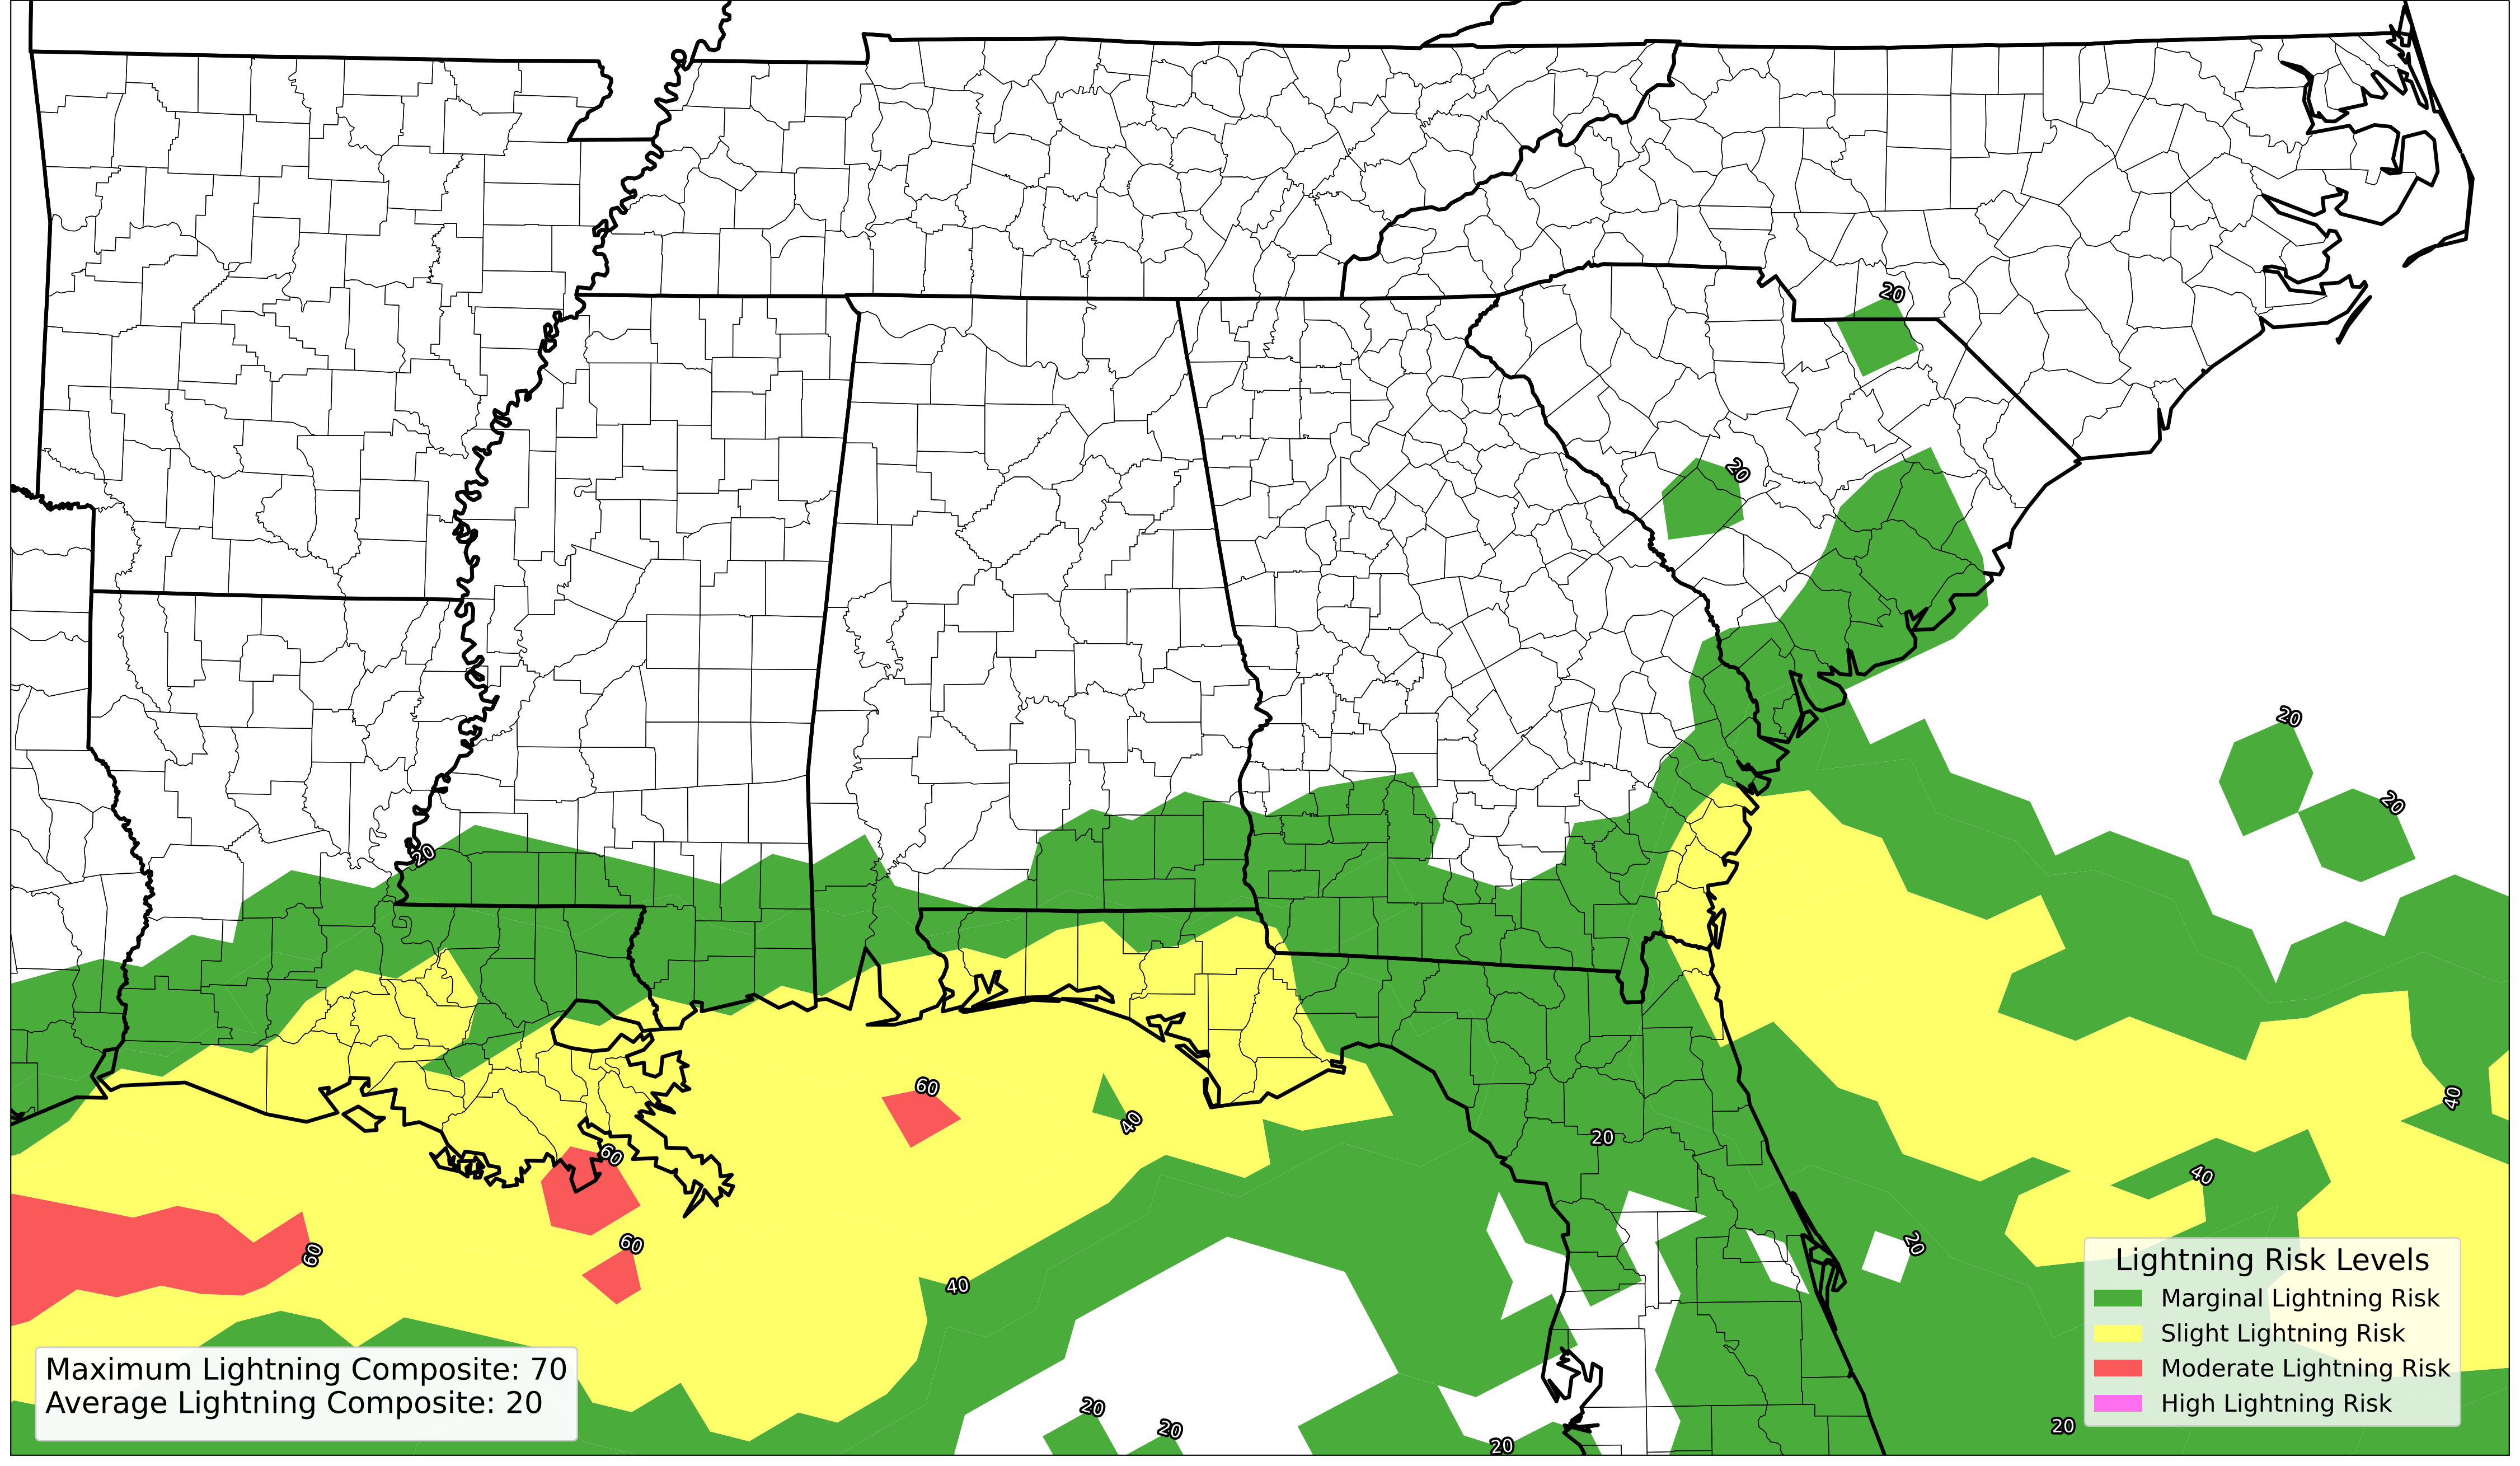 20
20
20
20
20
60
40
40
60
20
40
60
20
60
40
Lightning Risk Levels
Marginal Lightning Risk
Slight Lightning Risk
Moderate Lightning Risk
High Lightning Risk
Maximum Lightning Composite: 70
Average Lightning Composite: 20
20
20
20
20